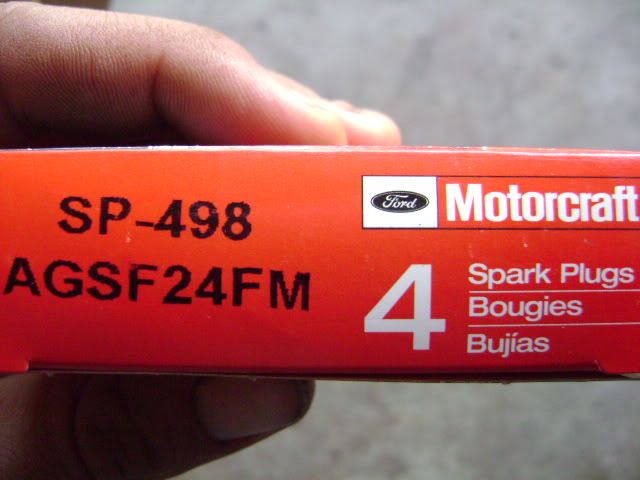 SP-498
AGSF24FM
Ford
Motorcraft
4
Spark Plugs
Bougies
Bujías